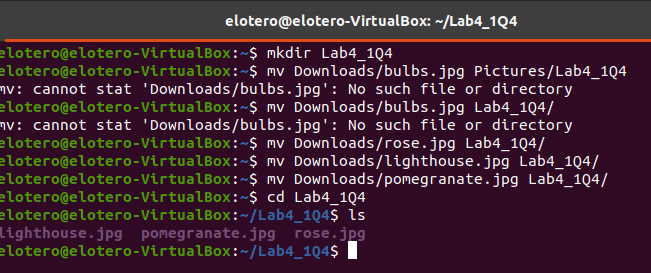 elotero@elotero-VirtualBox: ~/Lab4_1Q4
elotero@elotero-VirtualBox:~$ mkdir Lab4_1Q4
elotero@elotero-VirtualBox:~$ mv Downloads/bulbs.jpg Pictures/Lab4_1Q4
mv: cannot stat 'Downloads/bulbs.jpg': No such file or directory
elotero@elotero-VirtualBox:~$ mv Downloads/bulbs.jpg Lab4_1Q4/
mv: cannot stat 'Downloads/bulbs.jpg': No such file or directory
elotero@elotero-VirtualBox:~$ mv Downloads/rose.jpg Lab4_1Q4/
elotero@elotero-VirtualBox:~$ mv Downloads/lighthouse.jpg Lab4_1Q4/
elotero@elotero-VirtualBox:~$ mv Downloads/pomegranate.jpg Lab4_1Q4/
elotero@elotero-VirtualBox:~$ cd Lab4_1Q4
elotero@elotero-VirtualBox:~/Lab4_1Q4$ ls
lighthouse.jpg  pomegranate.jpg  rose.jpg
elotero@elotero-VirtualBox:~/Lab4_1Q4$